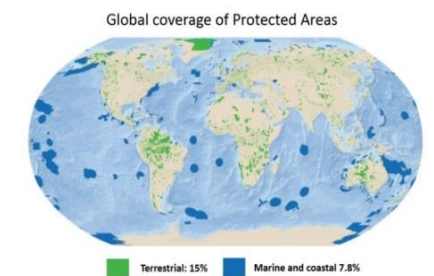 Global coverage of Protected Areas
Terrestrial: 15% Marine and coastal 7.8%